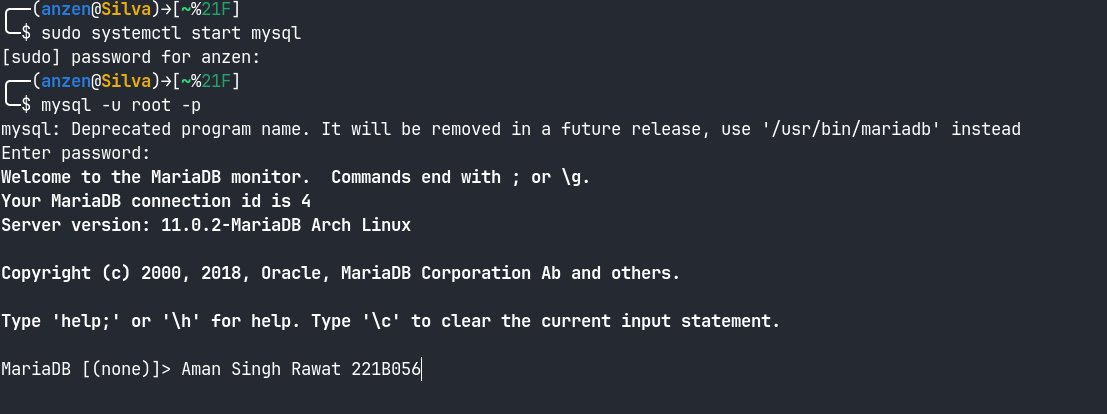 (anzen@Silva)→[~%21F]
$ sudo systemctl start mysql
[sudo] password for anzen:
(anzen@Silva)→[~%21F]
$ mysql -u root -p
mysql: Deprecated program name. It will be removed in a future release, use '/usr/bin/mariadb' instead
Enter password:
Welcome to the MariaDB monitor.  Commands end with ; or \g.
Your MariaDB connection id is 4
Server version: 11.0.2-MariaDB Arch Linux
Copyright (c) 2000, 2018, Oracle, MariaDB Corporation Ab and others.
Type 'help;' or '\h' for help. Type '\c' to clear the current input statement.
MariaDB [(none)]> Aman Singh Rawat 221B056